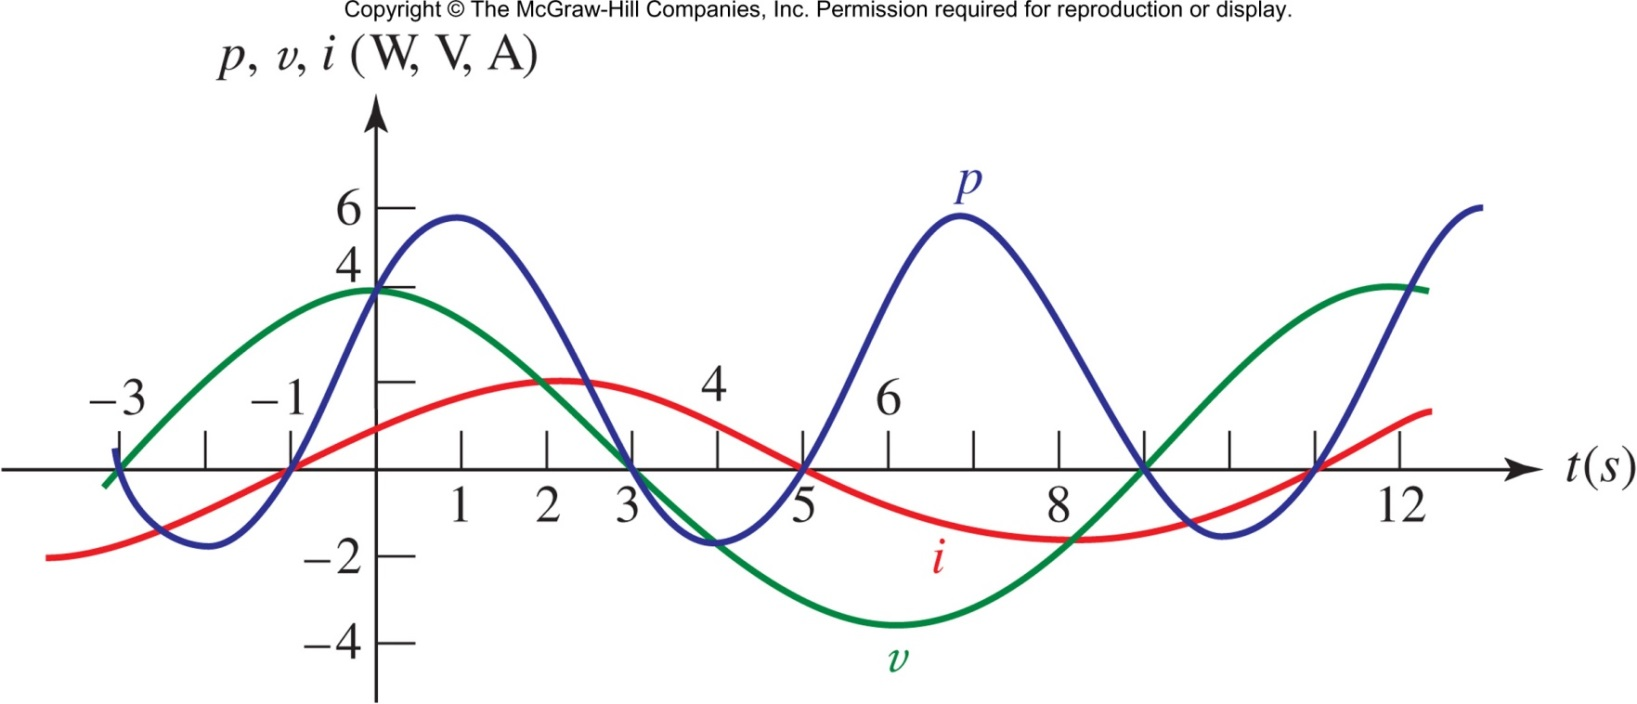 Copyright © The McGraw-Hill Companies, Inc. Permission required for reproduction or display.
p, v, i (W, V, A)
p
6
4
−3
−1
4
6
t(s)
1
2
3
5
8
12
−2
i
−4
v